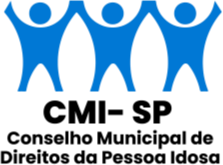 CMI- SP
Conselho Municipal de
Direitos da Pessoa Idosa